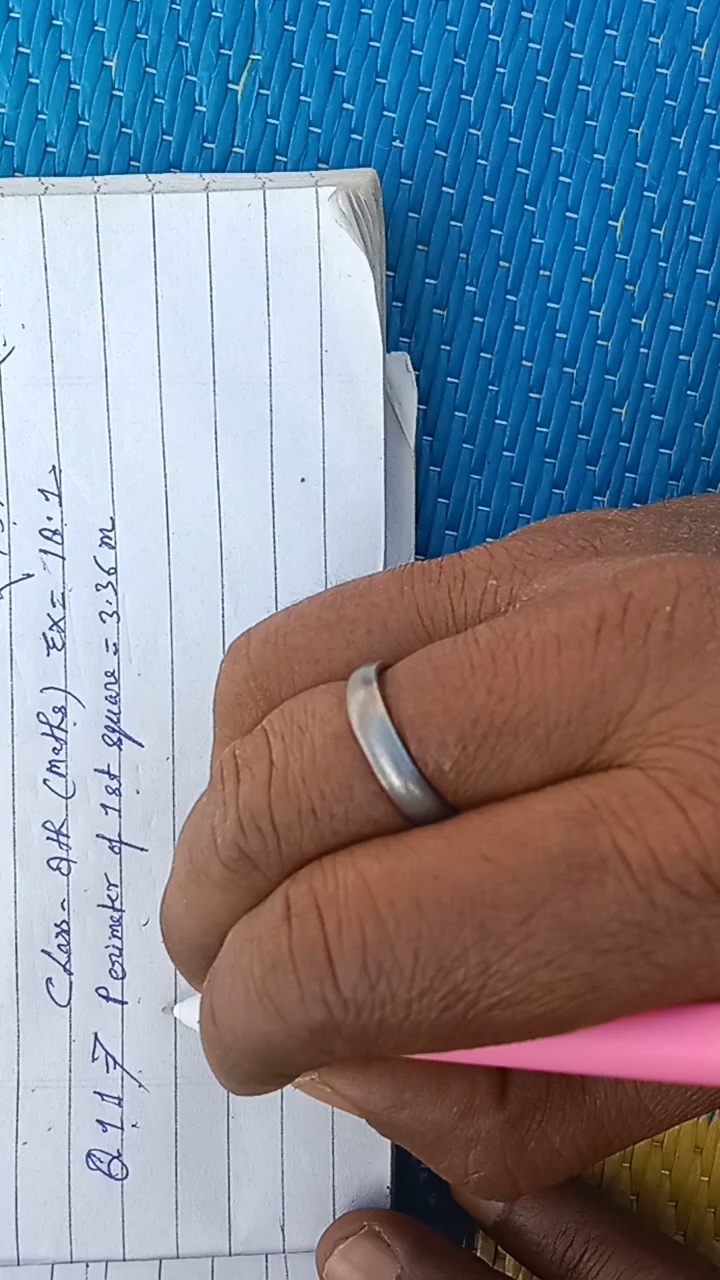 Class - 8th (Maths) Ex = 18.1
Q 11 ⇒ Perimeter of 1st square = 3.36 m